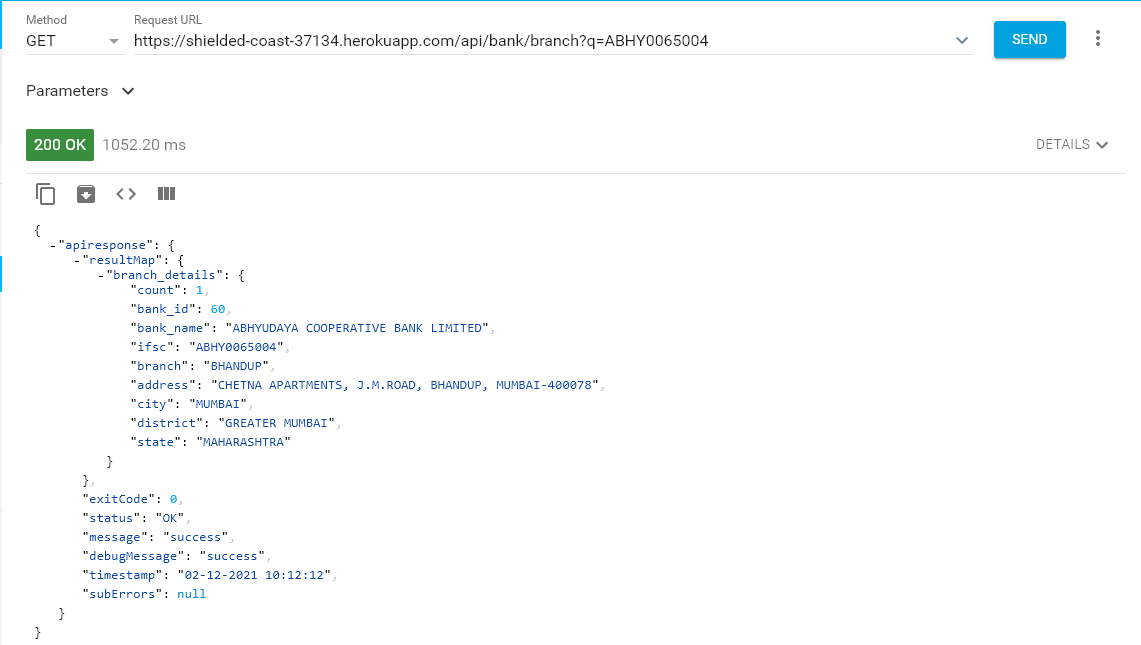 Method
Request URL
GET
https://shielded-coast-37134.herokuapp.com/api/bank/branch?q=ABHY0065004
SEND
Parameters
200 OK 1052.20 ms
DETAILS
{
-"apiresponse": {
-"resultMap": {
-"branch_details": {
"count": 1,
"bank_id": 60,
"bank_name": "ABHYUDAYA COOPERATIVE BANK LIMITED",
"ifsc": "ABHY0065004",
"branch": "BHANDUP",
"address": "CHETNA APARTMENTS, J.M.ROAD, BHANDUP, MUMBAI-400078",
"city": "MUMBAI",
"district": "GREATER MUMBAI",
"state": "MAHARASHTRA"
}
},
"exitCode": 0,
"status": "OK",
"message": "success",
"debugMessage": "success",
"timestamp": "02-12-2021 10:12:12",
"subErrors": null
}
}